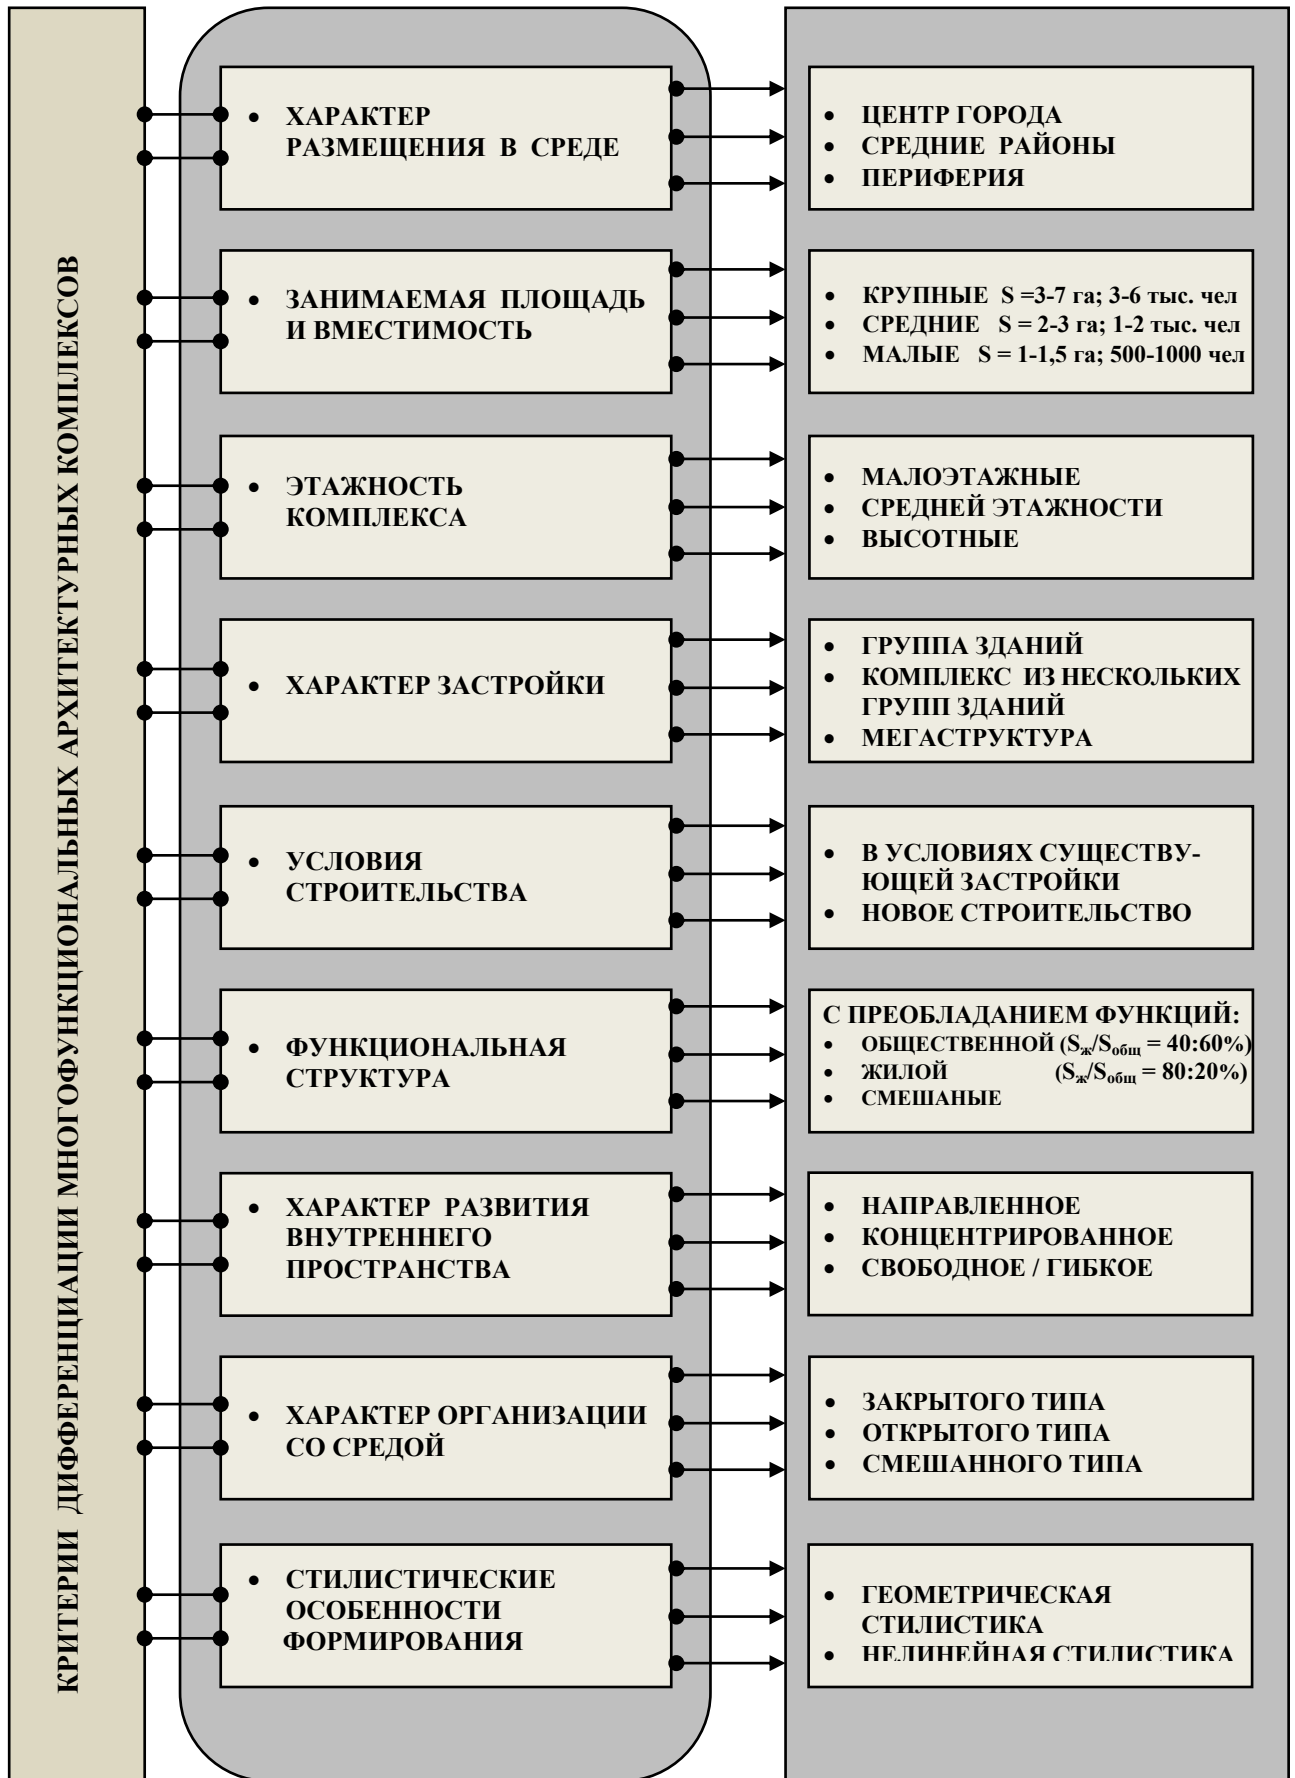 КРИТЕРИИ ДИФФЕРЕНЦИАЦИИ МНОГОФУНКЦИОНАЛЬНЫХ АРХИТЕКТУРНЫХ КОМПЛЕКСОВ
• ХАРАКТЕР
РАЗМЕЩЕНИЯ В СРЕДЕ
• ЦЕНТР ГОРОДА
• СРЕДНИЕ РАЙОНЫ
• ПЕРИФЕРИЯ
• ЗАНИМАЕМАЯ ПЛОЩАДЬ
И ВМЕСТИМОСТЬ
• КРУПНЫЕ S =3-7 га; 3-6 тыс. чел
• СРЕДНИЕ S = 2-3 га; 1-2 тыс. чел
• МАЛЫЕ S = 1-1,5 га; 500-1000 чел
• ЭТАЖНОСТЬ
КОМПЛЕКСА
• МАЛОЭТАЖНЫЕ
• СРЕДНЕЙ ЭТАЖНОСТИ
• ВЫСОТНЫЕ
• ХАРАКТЕР ЗАСТРОЙКИ
• ГРУППА ЗДАНИЙ
• КОМПЛЕКС ИЗ НЕСКОЛЬКИХ
ГРУПП ЗДАНИЙ
• МЕГАСТРУКТУРА
• УСЛОВИЯ
СТРОИТЕЛЬСТВА
• В УСЛОВИЯХ СУЩЕСТВУ-
ЮЩЕЙ ЗАСТРОЙКИ
• НОВОЕ СТРОИТЕЛЬСТВО
• ФУНКЦИОНАЛЬНАЯ
СТРУКТУРА
С ПРЕОБЛАДАНИЕМ ФУНКЦИЙ:
• ОБЩЕСТВЕННОЙ (Sж/Sобщ = 40:60%)
• ЖИЛОЙ (Sж/Sобщ = 80:20%)
• СМЕШАНЫЕ
• ХАРАКТЕР РАЗВИТИЯ
ВНУТРЕННЕГО
ПРОСТРАНСТВА
• НАПРАВЛЕННОЕ
• КОНЦЕНТРИРОВАННОЕ
• СВОБОДНОЕ / ГИБКОЕ
• ХАРАКТЕР ОРГАНИЗАЦИИ
СО СРЕДОЙ
• ЗАКРЫТОГО ТИПА
• ОТКРЫТОГО ТИПА
• СМЕШАННОГО ТИПА
• СТИЛИСТИЧЕСКИЕ
ОСОБЕННОСТИ
ФОРМИРОВАНИЯ
• ГЕОМЕТРИЧЕСКАЯ
СТИЛИСТИКА
• НЕЛИНЕЙНАЯ СТИЛИСТИКА